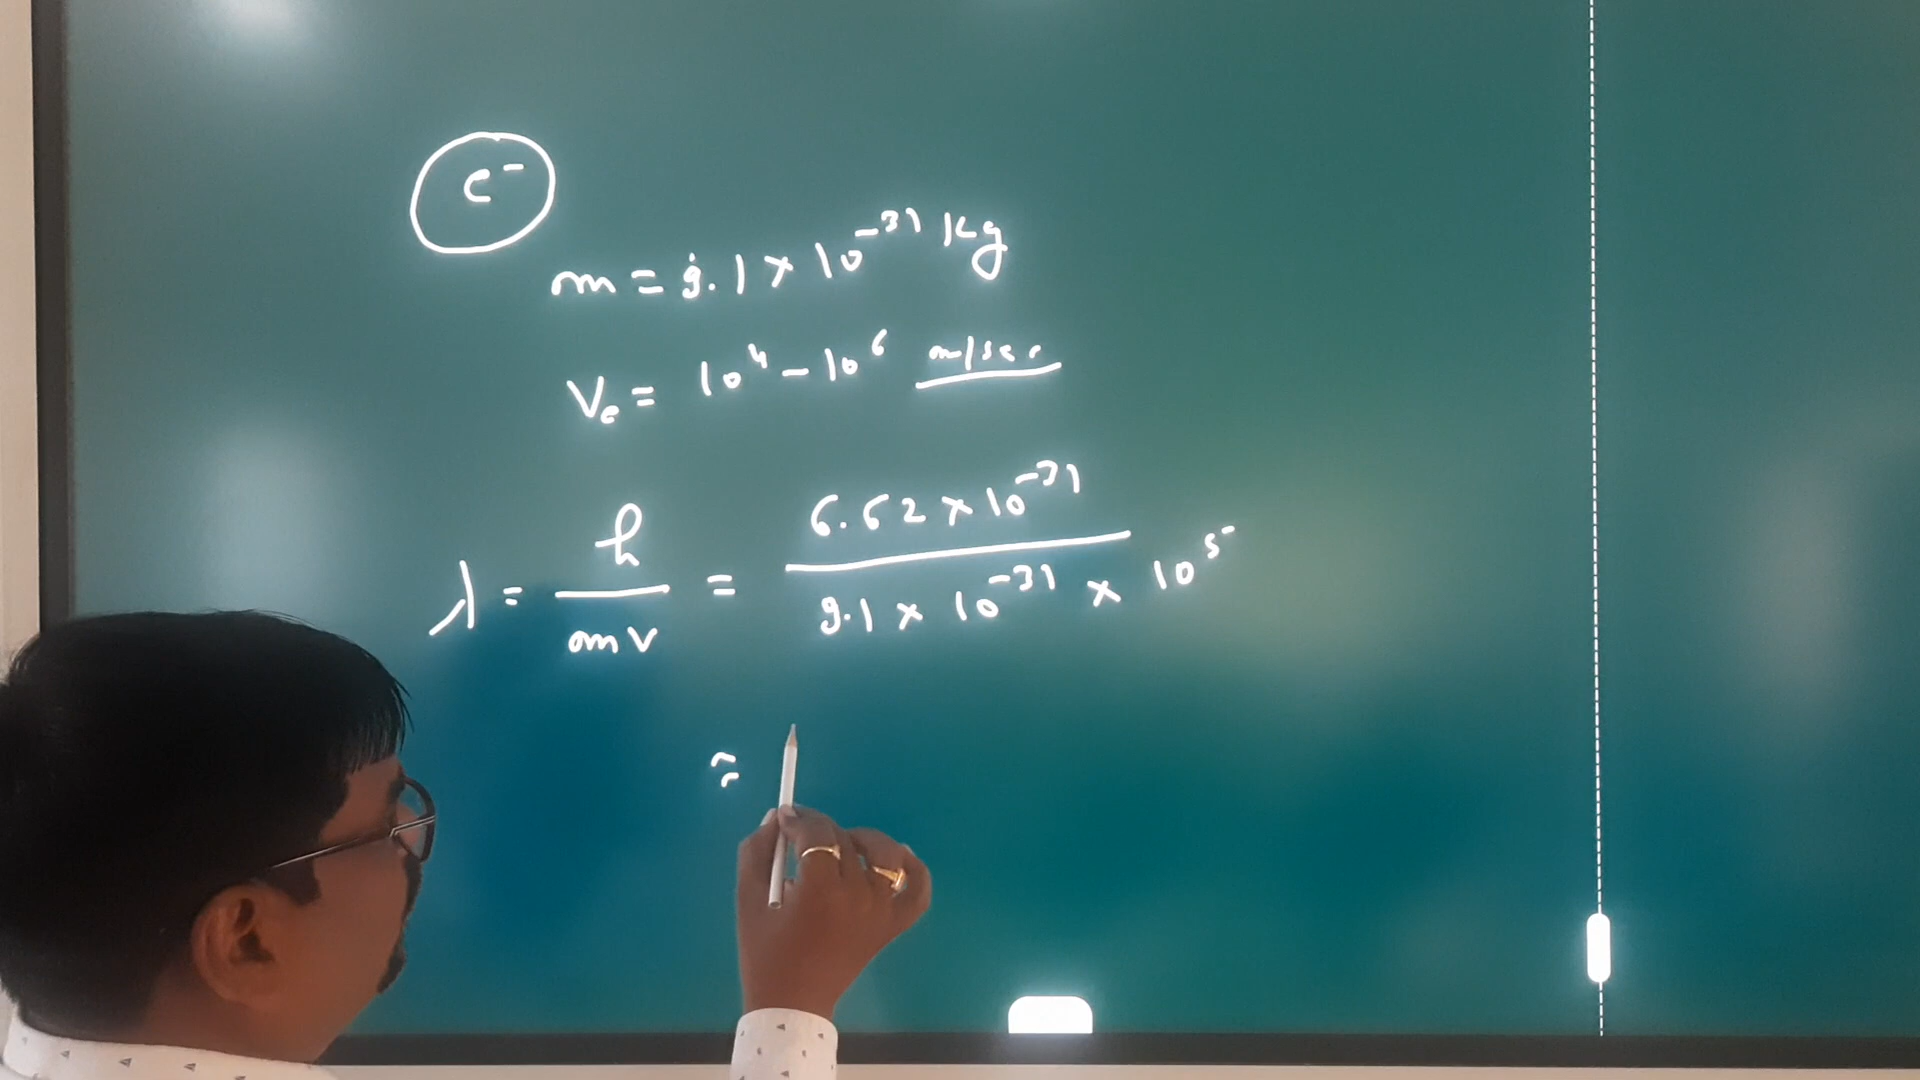 e⁻
m = 9.1 × 10⁻³¹ Kg
Vₑ = 10⁴ – 10⁶ m/sec
λ = h / mv = 6.62 × 10⁻³¹ / 9.1 × 10⁻³¹ × 10⁵
≈